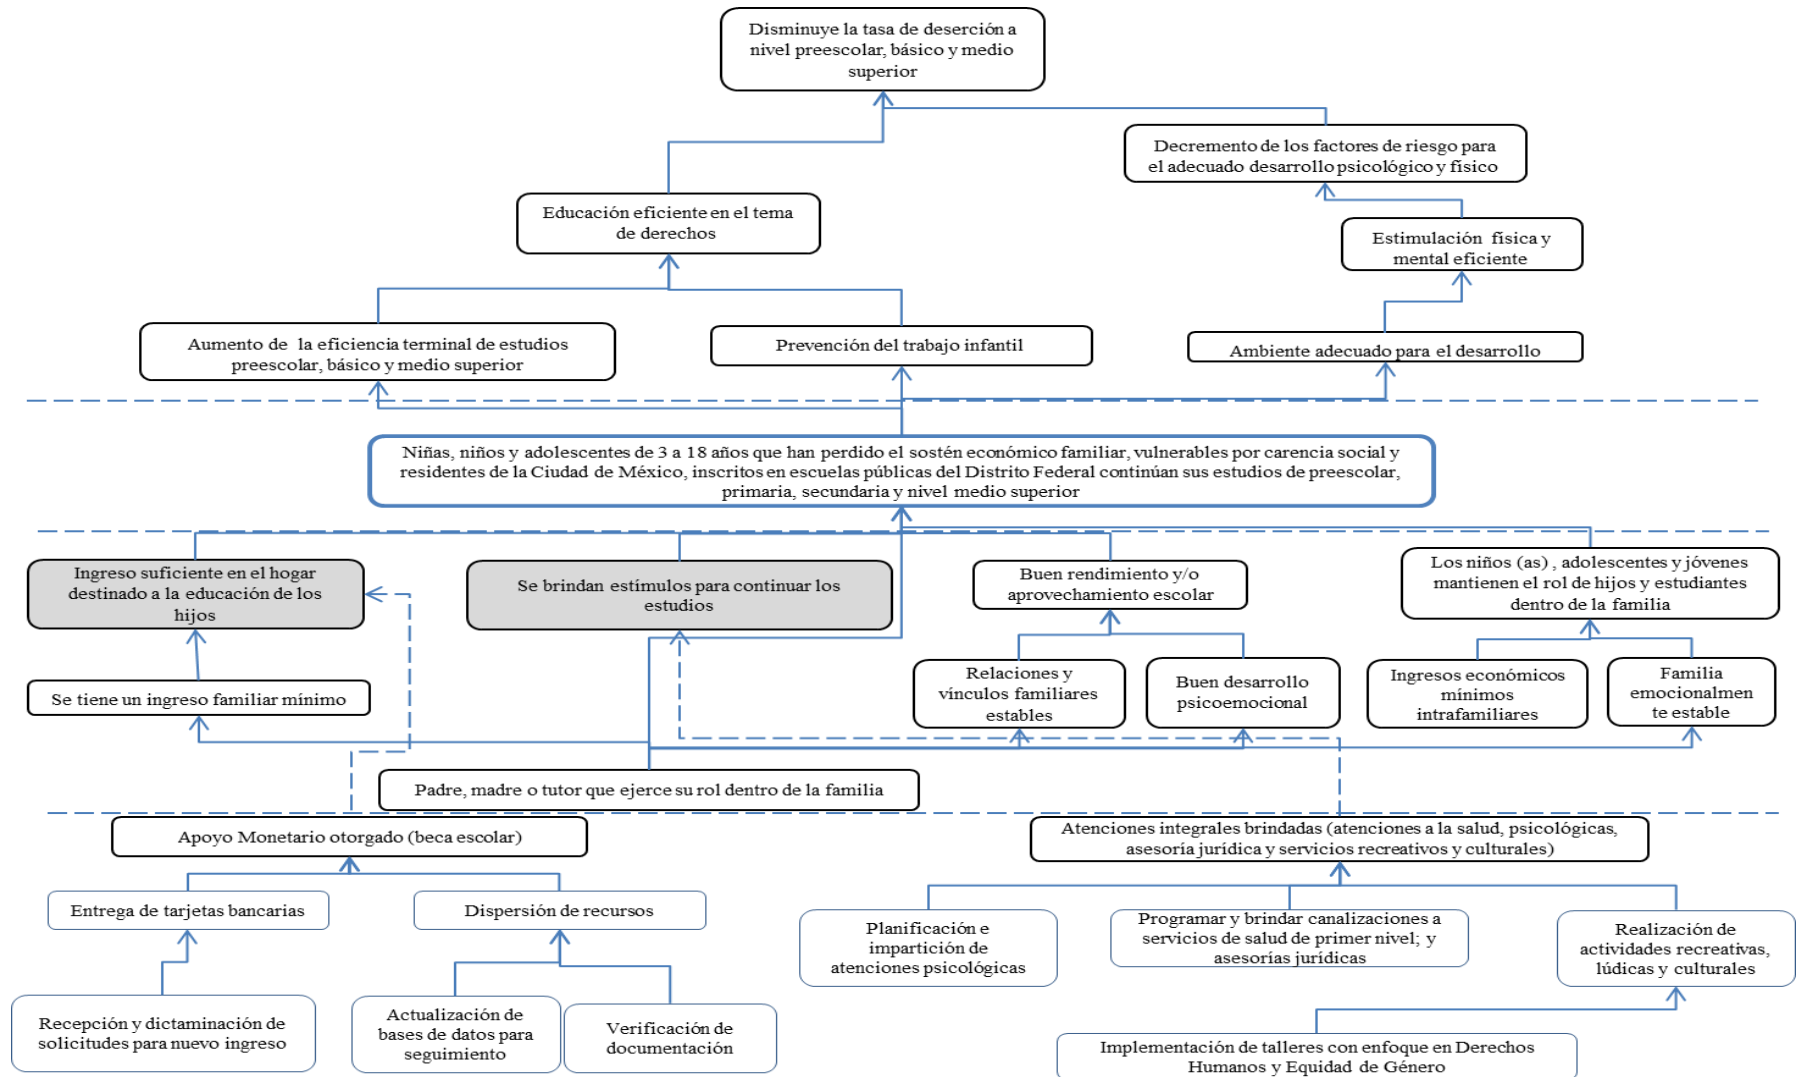 Disminuye la tasa de deserción a
nivel preescolar, básico y medio
superior
Decremento de los factores de riesgo para
el adecuado desarrollo psicológico y físico
Educación eficiente en el tema
de derechos
Estimulación física y
mental eficiente
Aumento de la eficiencia terminal de estudios
preescolar, básico y medio superior
Prevención del trabajo infantil
Ambiente adecuado para el desarrollo
Niñas, niños y adolescentes de 3 a 18 años que han perdido el sostén económico familiar, vulnerables por carencia social y
residentes de la Ciudad de México, inscritos en escuelas públicas del Distrito Federal continúan sus estudios de preescolar,
primaria, secundaria y nivel medio superior
Ingreso suficiente en el hogar
destinado a la educación de los
hijos
Se brindan estímulos para continuar los
estudios
Buen rendimiento y/o
aprovechamiento escolar
Los niños (as) , adolescentes y jóvenes
mantienen el rol de hijos y estudiantes
dentro de la familia
Se tiene un ingreso familiar mínimo
Relaciones y
vínculos familiares
estables
Buen desarrollo
psicoemocional
Ingresos económicos
mínimos
intrafamiliares
Familia
emocionalmen
te estable
Padre, madre o tutor que ejerce su rol dentro de la familia
Apoyo Monetario otorgado (beca escolar)
Atenciones integrales brindadas (atenciones a la salud, psicológicas,
asesoría jurídica y servicios recreativos y culturales)
Entrega de tarjetas bancarias
Dispersión de recursos
Planificación e
impartición de
atenciones psicológicas
Programar y brindar canalizaciones a
servicios de salud de primer nivel; y
asesorías jurídicas
Realización de
actividades recreativas,
lúdicas y culturales
Recepción y dictaminación de
solicitudes para nuevo ingreso
Actualización de
bases de datos para
seguimiento
Verificación de
documentación
Implementación de talleres con enfoque en Derechos
Humanos y Equidad de Género